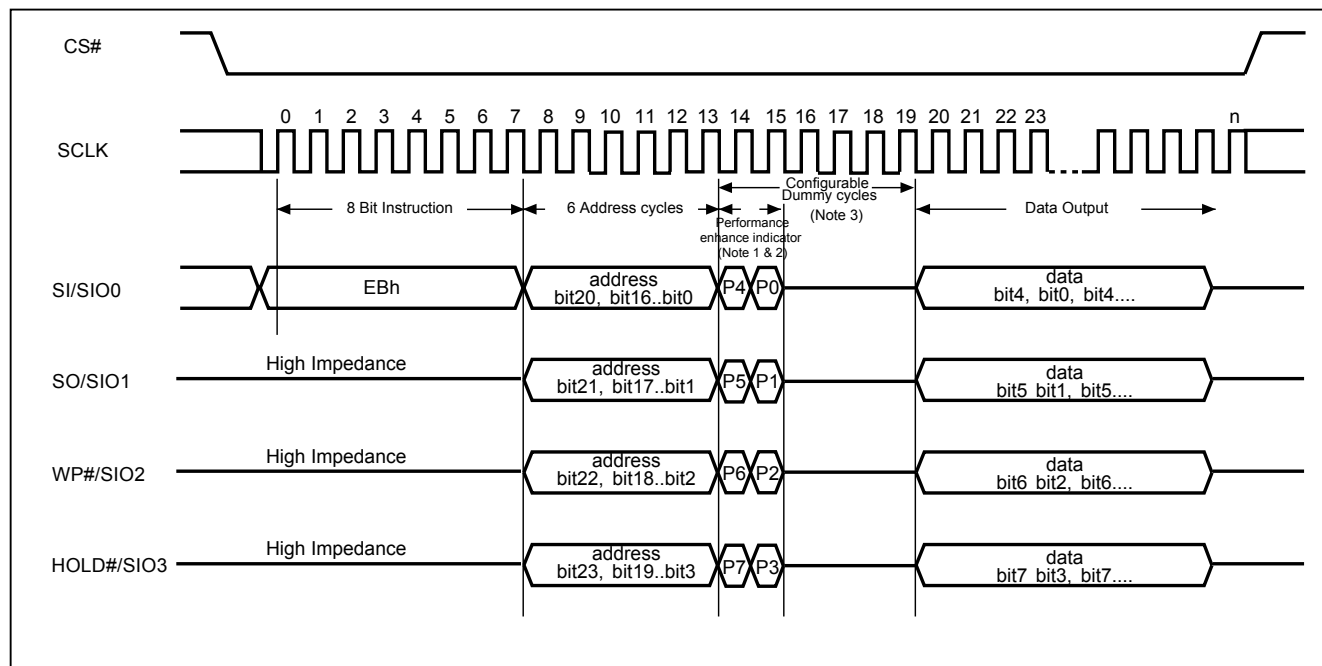 CS#
0 1 2 3 4 5 6 7 8 9 10 11 12 13 14 15 16 17 18 19 20 21 22 23 n
SCLK
Configurable
Dummy cycles
(Note 3)
8 Bit Instruction
6 Address cycles
Data Output
Performance
enhance indicator
(Note 1 & 2)
SI/SIO0
EBh
address
bit20, bit16..bit0
P4 P0
data
bit4, bit0, bit4....
SO/SIO1
High Impedance
address
bit21, bit17..bit1
P5 P1
data
bit5 bit1, bit5....
WP#/SIO2
High Impedance
address
bit22, bit18..bit2
P6 P2
data
bit6 bit2, bit6....
HOLD#/SIO3
High Impedance
address
bit23, bit19..bit3
P7 P3
data
bit7 bit3, bit7....